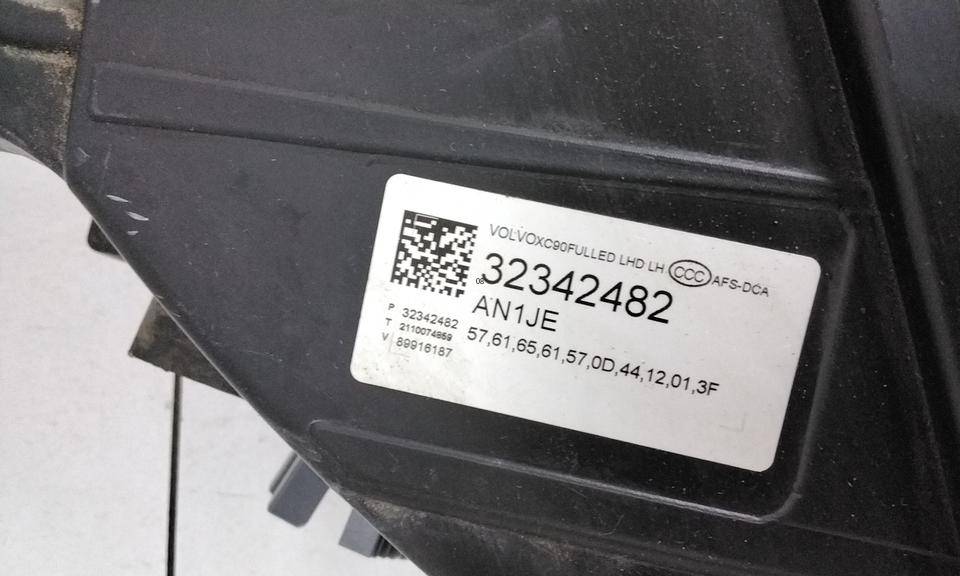 VOLVOXC90FULLED LHD LH CCC AFS-DCA
08
32342482
AN1JE
57,61,65,61,57,0D,44,12,01,3F
P 32342482
T 2110074859
V 89916187